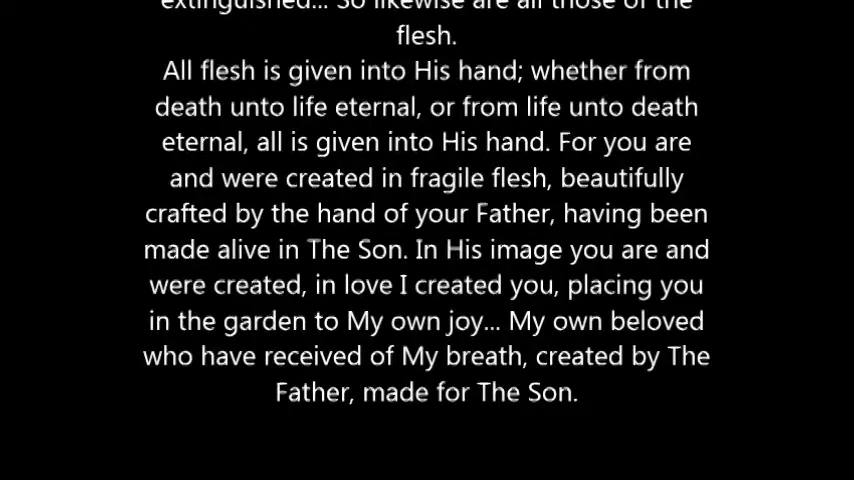 extinguished... So likewise are all those of the
flesh.
All flesh is given into His hand; whether from
death unto life eternal, or from life unto death
eternal, all is given into His hand. For you are
and were created in fragile flesh, beautifully
crafted by the hand of your Father, having been
made alive in The Son. In His image you are and
were created, in love I created you, placing you
in the garden to My own joy... My own beloved
who have received of My breath, created by The
Father, made for The Son.